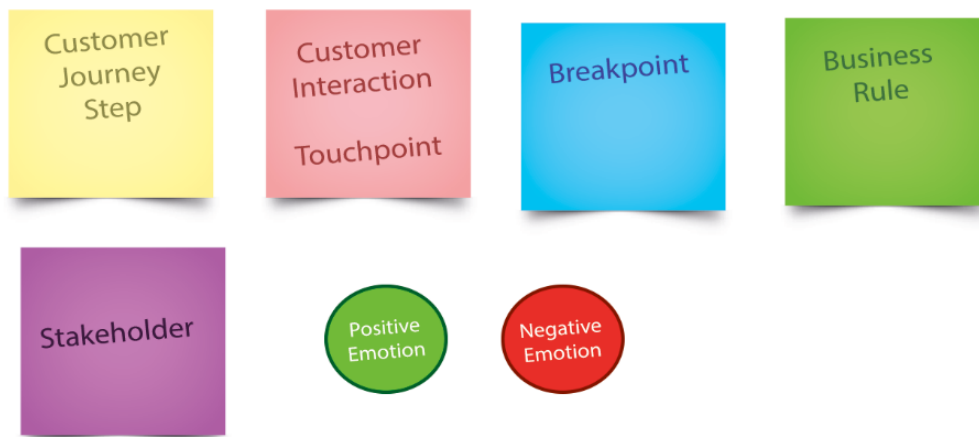 Customer
Journey
Step
Customer
Interaction
Touchpoint
Breakpoint
Business
Rule
Stakeholder
Positive
Emotion
Negative
Emotion